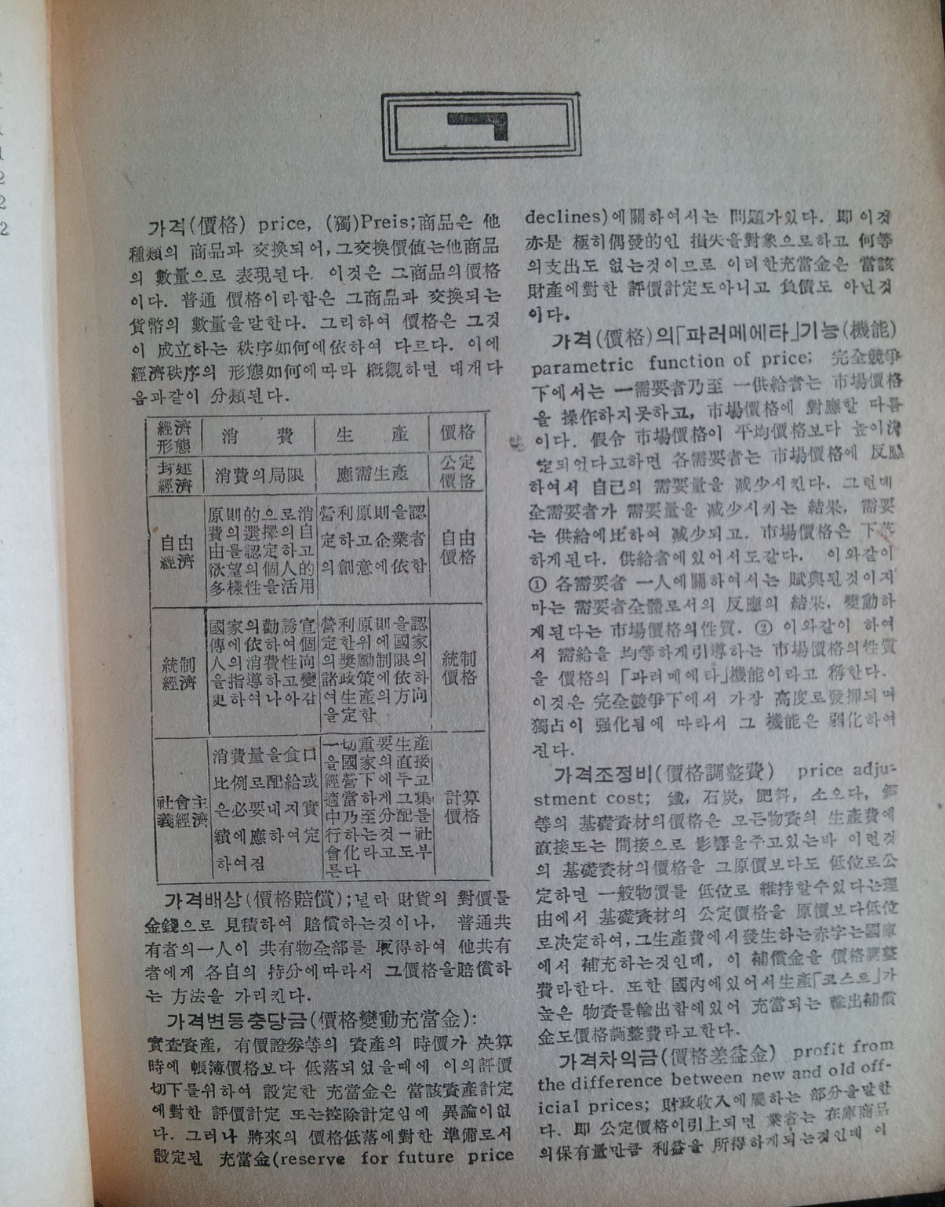 ㄱ
가격(價格) price, (獨)Preis;商品은 他
種類의 商品과 交換되어,그交換價値는他商品
의 數量으로 表現된다. 이것은 그商品의價格
이다. 普通 價格이라함은 그商品과 交換되는
貨幣의 數量을말한다. 그리하여 價格은 그것
이 成立하는 秩序如何에依하여 다르다. 이에
經濟秩序의 形態如何에따라 槪觀하면 대개다
음과같이 分類된다.
經濟形態 消費 生産 價格
封建經濟 消費의局限 應需生産 公定價格
自由經濟
原則的으로消
費의選擇의自
由를認定하고
欲望의個人的
多樣性을活用
營利原則을認
定하고企業者
의創意에依함
自由價格
統制經濟
國家의勸誘宣
傳에依하여個
人의消費性向
을指導하고變
更하여나아감
營利原則을認
定한위에國家
의奬勵制限의
諸政策에依하
여生産의方向
을定함
統制價格
社會主義經濟
消費量을食口
比例로配給或
은必要내지實
績에應하여定
하여짐
一切重要生産
을國家의直接
經營下에두고
適當하게그集
中乃至分配를
行하는것ー社
會化라고도부
른다
計算價格
가격배상(價格賠償);널리 財貨의 對價를
金錢으로 見積하여 賠償하는것이나, 普通共
有者의一人이 共有物全部를 取得하여 他共有
者에게 各自의 持分에따라서 그價格을賠償하
는 方法을 가리킨다.
가격변동충당금(價格變動充當金):
實査資産, 有價證券等의 資産의 時價가 決算
時에 帳簿價格보다 低落되었을때에 이의評價
切下를위하여 設定한 充當金은 當該資產計定
에對한 評價計定 또는控除計定임에 異論이없
다. 그러나 將來의 價格低落에對한 準備로서
設定된 充當金(reserve for future price
declines)에關하여서는 問題가있다. 即 이것
亦是 極히偶發的인 損失을對象으로하고 何等
의支出도 없는것이므로 이러한充當金은 當該
財產에對한 評價計定도아니고 負債도 아닌것
이다.
가격(價格)의「파러메에타」기능(機能)
parametric function of price; 完全競爭
下에서는 一需要者乃至 一供給者는 市場價格
을 操作하지못하고, 市場價格에 對應할 따름
이다. 假令 市場價格이 平均價格보다 높이決
定되었다고하면 各需要者는 市場價格에 反應
하여서 自己의 需要量을 減少시킨다. 그런데
全需要者가 需要量을 減少시키는 結果, 需要
는 供給에比하여 減少되고. 市場價格은 下落
하게된다. 供給者에있어서도같다. 이와같이
① 各需要者 一人에關하여서는 賦與된것이지
마는 需要者全體로서의 反應의 結果, 變動하
게된다는 市場價格의性質. ② 이와같이 하여
서 需給을 均等하게引導하는 市場價格의性質
을 價格의「파러메에타」機能이라고 稱한다.
이것은 完全競爭下에서 가장 高度로發揮되며
獨占이 强化됨에 따라서 그 機能은 弱化하여
진다.
가격조정비(價格調整費) price adju-
stment cost; 鐵, 石炭, 肥料, 소오다, 銅
等의 基礎資材의價格은 모든物資의 生產費에
直接또는 間接으로 影響을주고있는바 이런것
의 基礎資材의價格을 그原價보다도 低位로公
定하면 一般物價를 低位로 維持할수있다는理
由에서 基礎資材의 公定價格을 原價보다低位
로決定하여,그生產費에서發生하는赤字는國家
에서 補充하는것인데, 이 補償金을 價格調整
費라한다. 또한 國內에있어서生產「코스트」가
높은 物資를輸出함에있어 充當되는 輸出補償
金도價格調整費라고한다.
가격차익금(價格差益金) profit from
the difference between new and old off-
icial prices; 財政收入에屬하는 部分을말한
다. 即 公定價格이引上되면 業者는 在庫商品
의保有量만큼 利益을 所得하게되는것인데 이